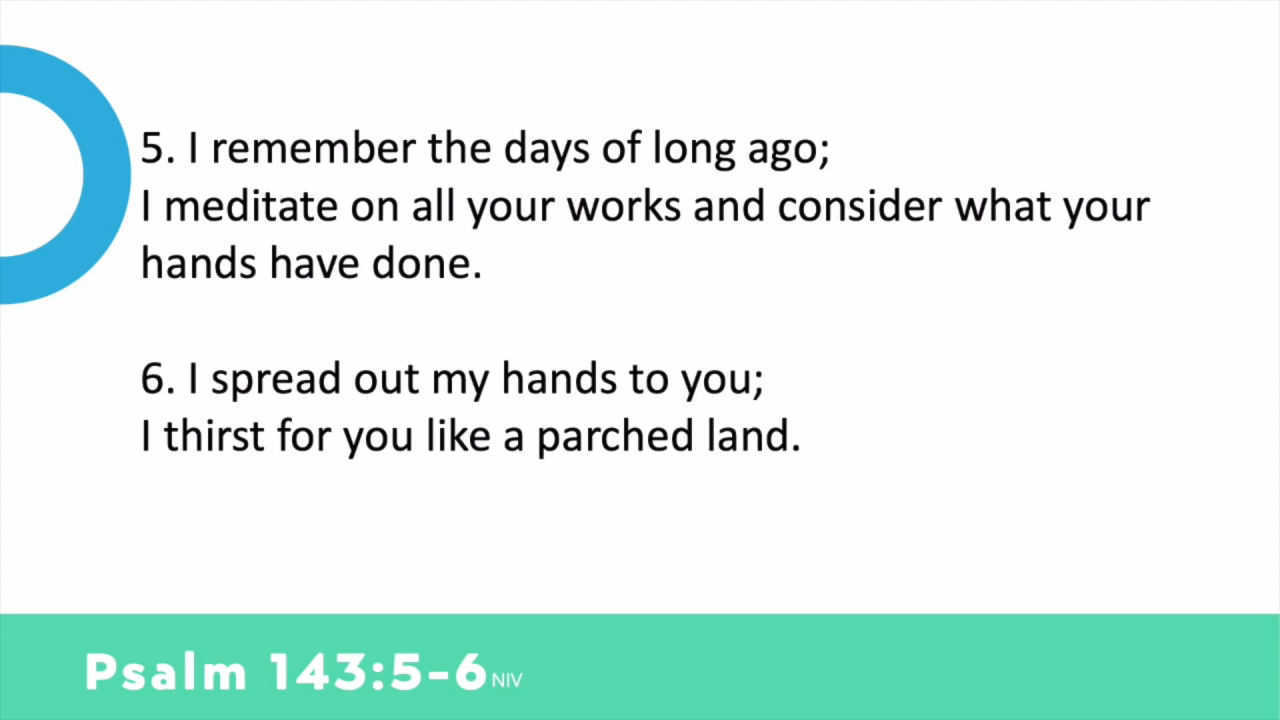 5. I remember the days of long ago;
I meditate on all your works and consider what your
hands have done.
6. I spread out my hands to you;
I thirst for you like a parched land.
Psalm 143:5-6 NIV